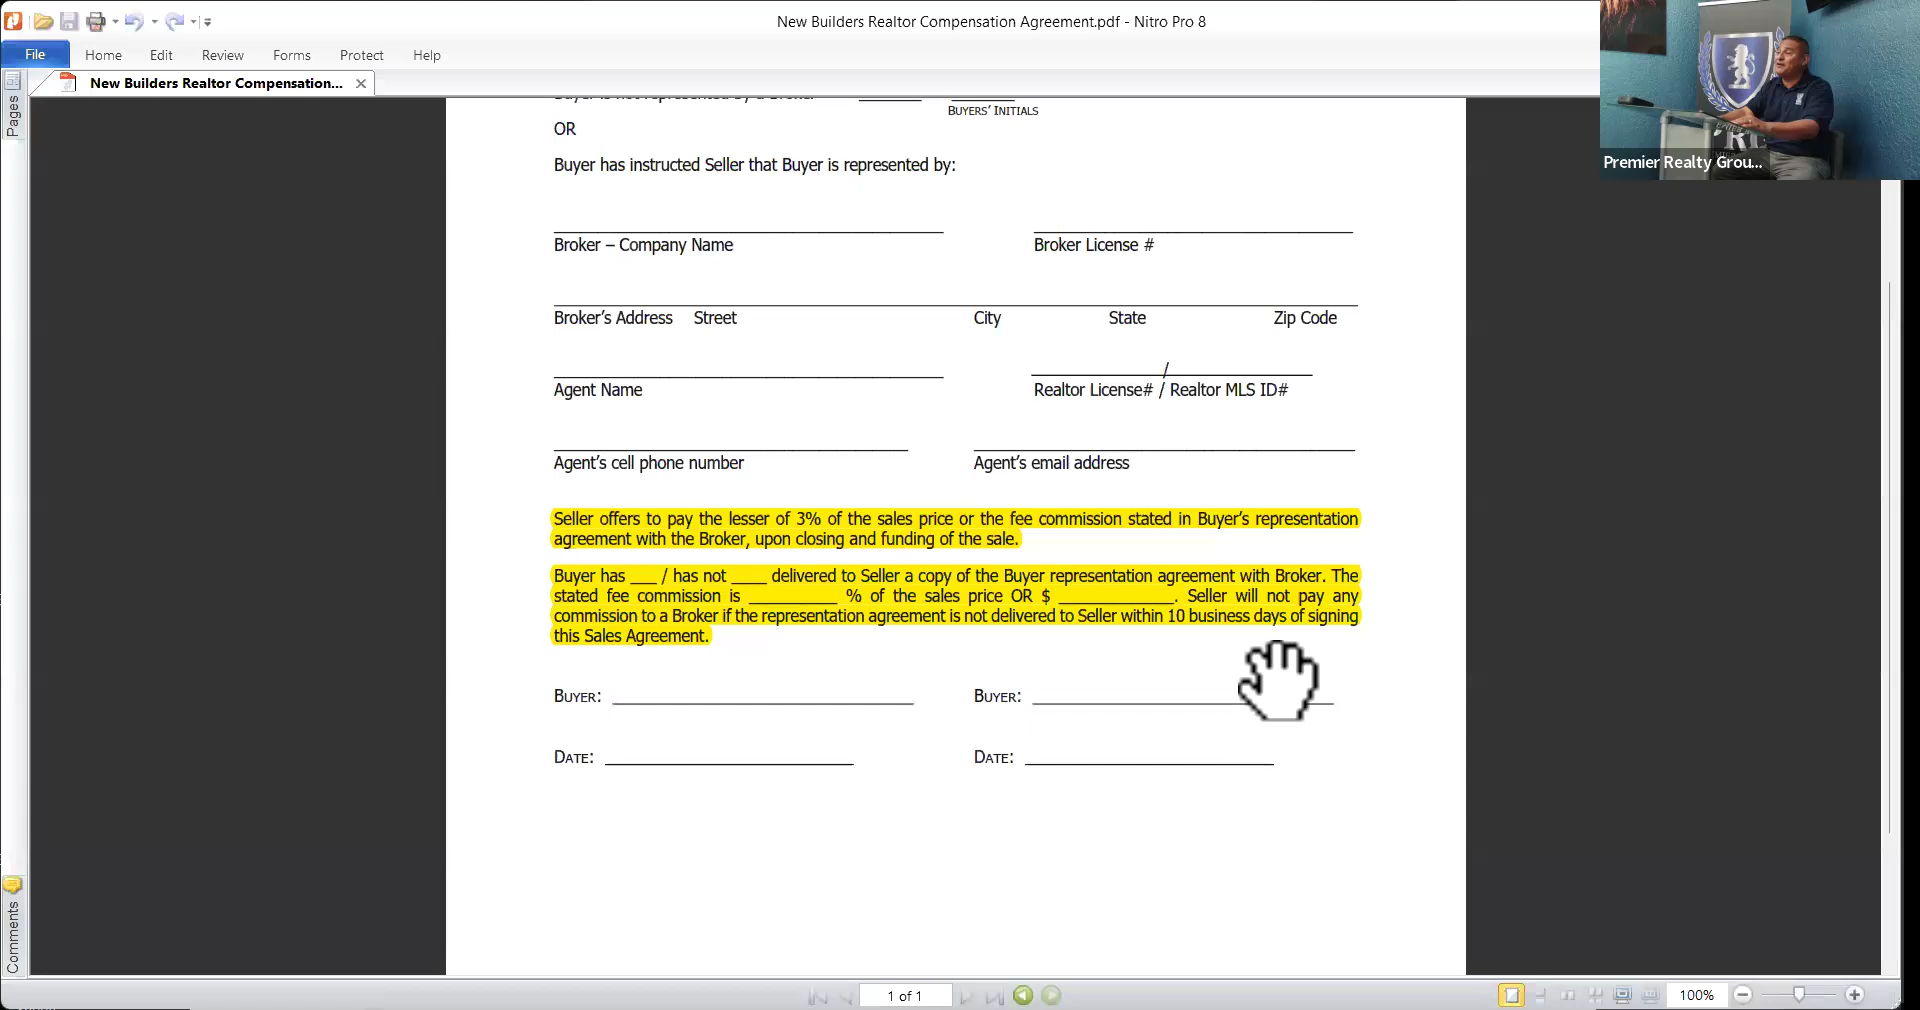 New Builders Realtor Compensation Agreement.pdf - Nitro Pro 8
File Home Edit Review Forms Protect Help
New Builders Realtor Compensation...
Pages
Premier Realty Grou...
Buyer is not represented by a Broker
BUYERS' INITIALS
OR
Buyer has instructed Seller that Buyer is represented by:
Broker – Company Name Broker License #
Broker's Address Street City State Zip Code
/
Agent Name Realtor License# / Realtor MLS ID#
Agent's cell phone number Agent's email address
Seller offers to pay the lesser of 3% of the sales price or the fee commission stated in Buyer's representation
agreement with the Broker, upon closing and funding of the sale.
Buyer has ___ / has not ____ delivered to Seller a copy of the Buyer representation agreement with Broker. The
stated fee commission is __________ % of the sales price OR $ _____________. Seller will not pay any
commission to a Broker if the representation agreement is not delivered to Seller within 10 business days of signing
this Sales Agreement.
BUYER: BUYER:
DATE: DATE:
Comments
1 of 1
100%